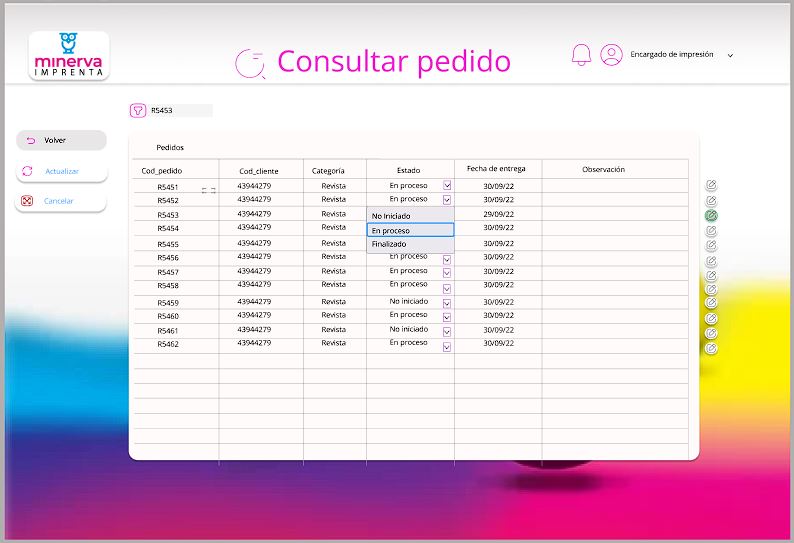 minerva
IMPRENTA
Consultar pedido
Encargado de impresión
R5453
Volver
Actualizar
Cancelar
Pedidos
Cod_pedido Cod_cliente Categoría Estado Fecha de entrega Observación
R5451 43944279 Revista En proceso 30/09/22
R5452 43944279 Revista En proceso 30/09/22
R5453 43944279 Revista No Iniciado 29/09/22
R5454 43944279 Revista En proceso 30/09/22
R5455 43944279 Revista Finalizado 30/09/22
R5456 43944279 Revista En proceso 30/09/22
R5457 43944279 Revista En proceso 30/09/22
R5458 43944279 Revista En proceso 30/09/22
R5459 43944279 Revista No iniciado 30/09/22
R5460 43944279 Revista En proceso 30/09/22
R5461 43944279 Revista No iniciado 30/09/22
R5462 43944279 Revista En proceso 30/09/22